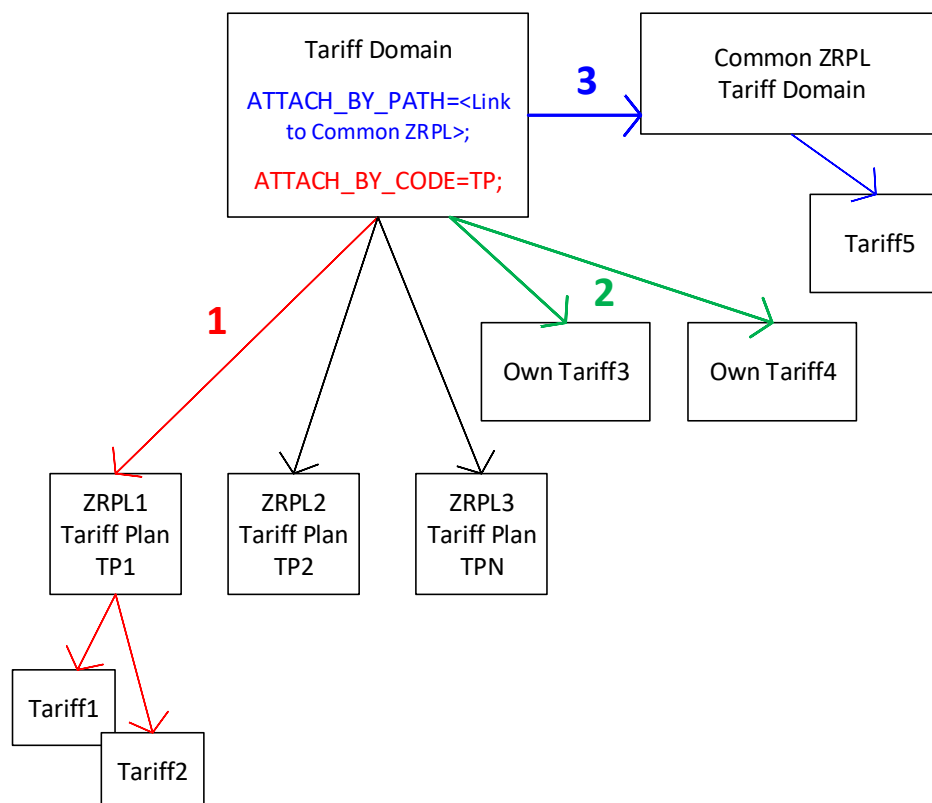 Tariff Domain
ATTACH_BY_PATH=<Link
to Common ZRPL>;
ATTACH_BY_CODE=TP;
3
Common ZRPL
Tariff Domain
Tariff5
1
2
Own Tariff3
Own Tariff4
ZRPL1
Tariff Plan
TP1
ZRPL2
Tariff Plan
TP2
ZRPL3
Tariff Plan
TPN
Tariff1
Tariff2